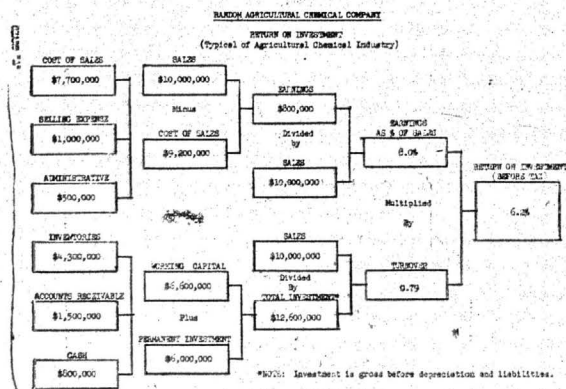 RANDOM AGRICULTURAL CHEMICAL COMPANY
RETURN ON INVESTMENT
(Typical of Agricultural Chemical Industry)
COST OF SALES
$7,700,000
SELLING EXPENSE
$1,000,000
ADMINISTRATIVE
$500,000
SALES
$10,000,000
Minus
COST OF SALES
$9,200,000
EARNINGS
$800,000
Divided
by
SALES
$10,000,000
EARNINGS
AS % OF SALES
8.0%
Multiplied
By
RETURN ON INVESTMENT
(BEFORE TAX)
INVENTORIES
$4,300,000
ACCOUNTS RECEIVABLE
$1,500,000
CASH
$800,000
WORKING CAPITAL
$6,600,000
Plus
PERMANENT INVESTMENT
$6,000,000
SALES
$10,000,000
Divided
By
TOTAL INVESTMENT*
$12,600,000
TURNOVER
0.79
*NOTE: Investment is gross before depreciation and liabilities.